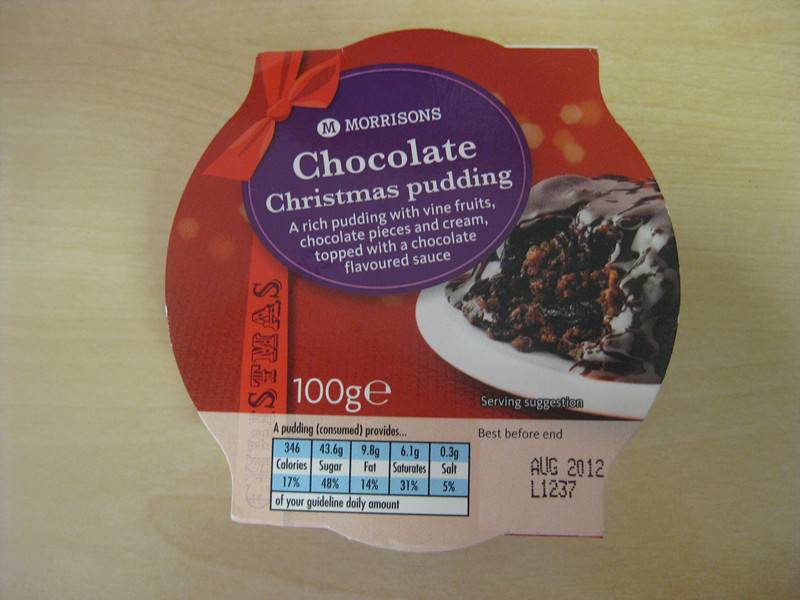 M MORRISONS
Chocolate
Christmas pudding
A rich pudding with vine fruits,
chocolate pieces and cream,
topped with a chocolate
flavoured sauce
100g℮
Serving suggestion
A pudding (consumed) provides...
346 43.6g 9.8g 6.1g 0.3g
Calories Sugar Fat Saturates Salt
17% 48% 14% 31% 5%
of your guideline daily amount
Best before end
AUG 2012
L1237
CHRISTMAS